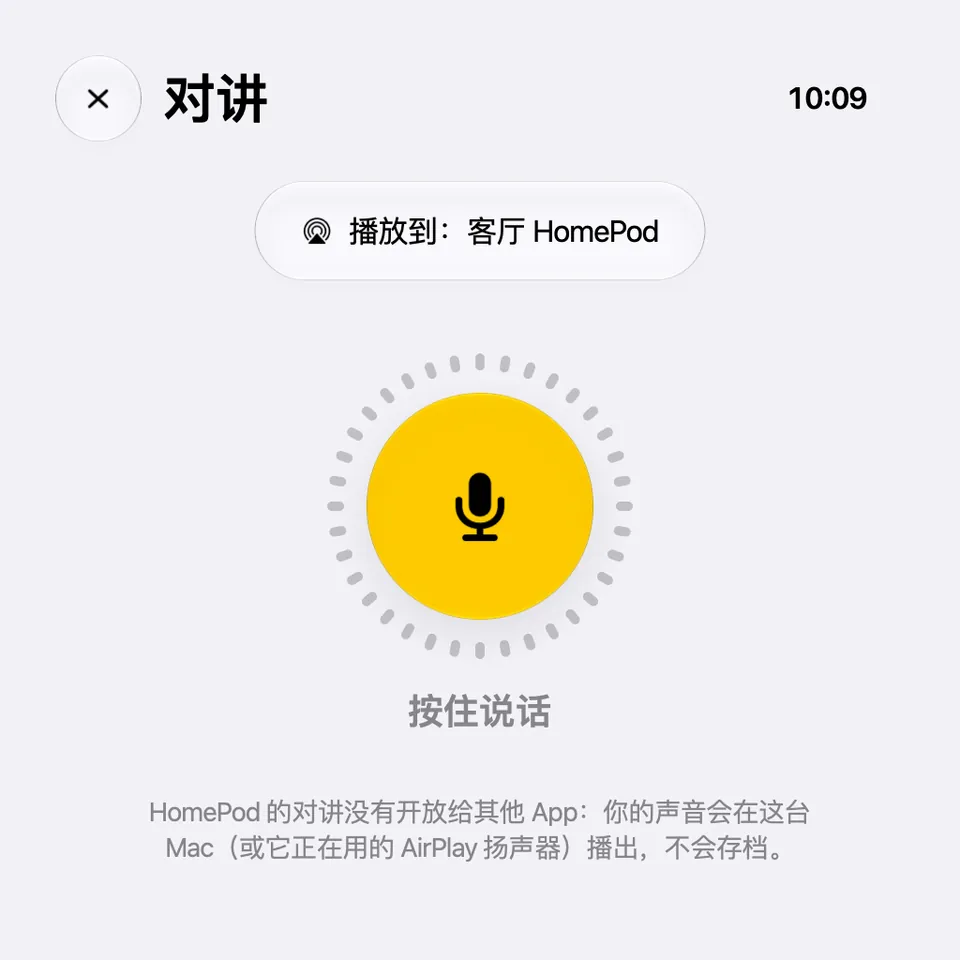 对讲
10:09
播放到：客厅 HomePod
按住说话
HomePod 的对讲没有开放给其他 App：你的声音会在这台
Mac（或它正在用的 AirPlay 扬声器）播出，不会存档。